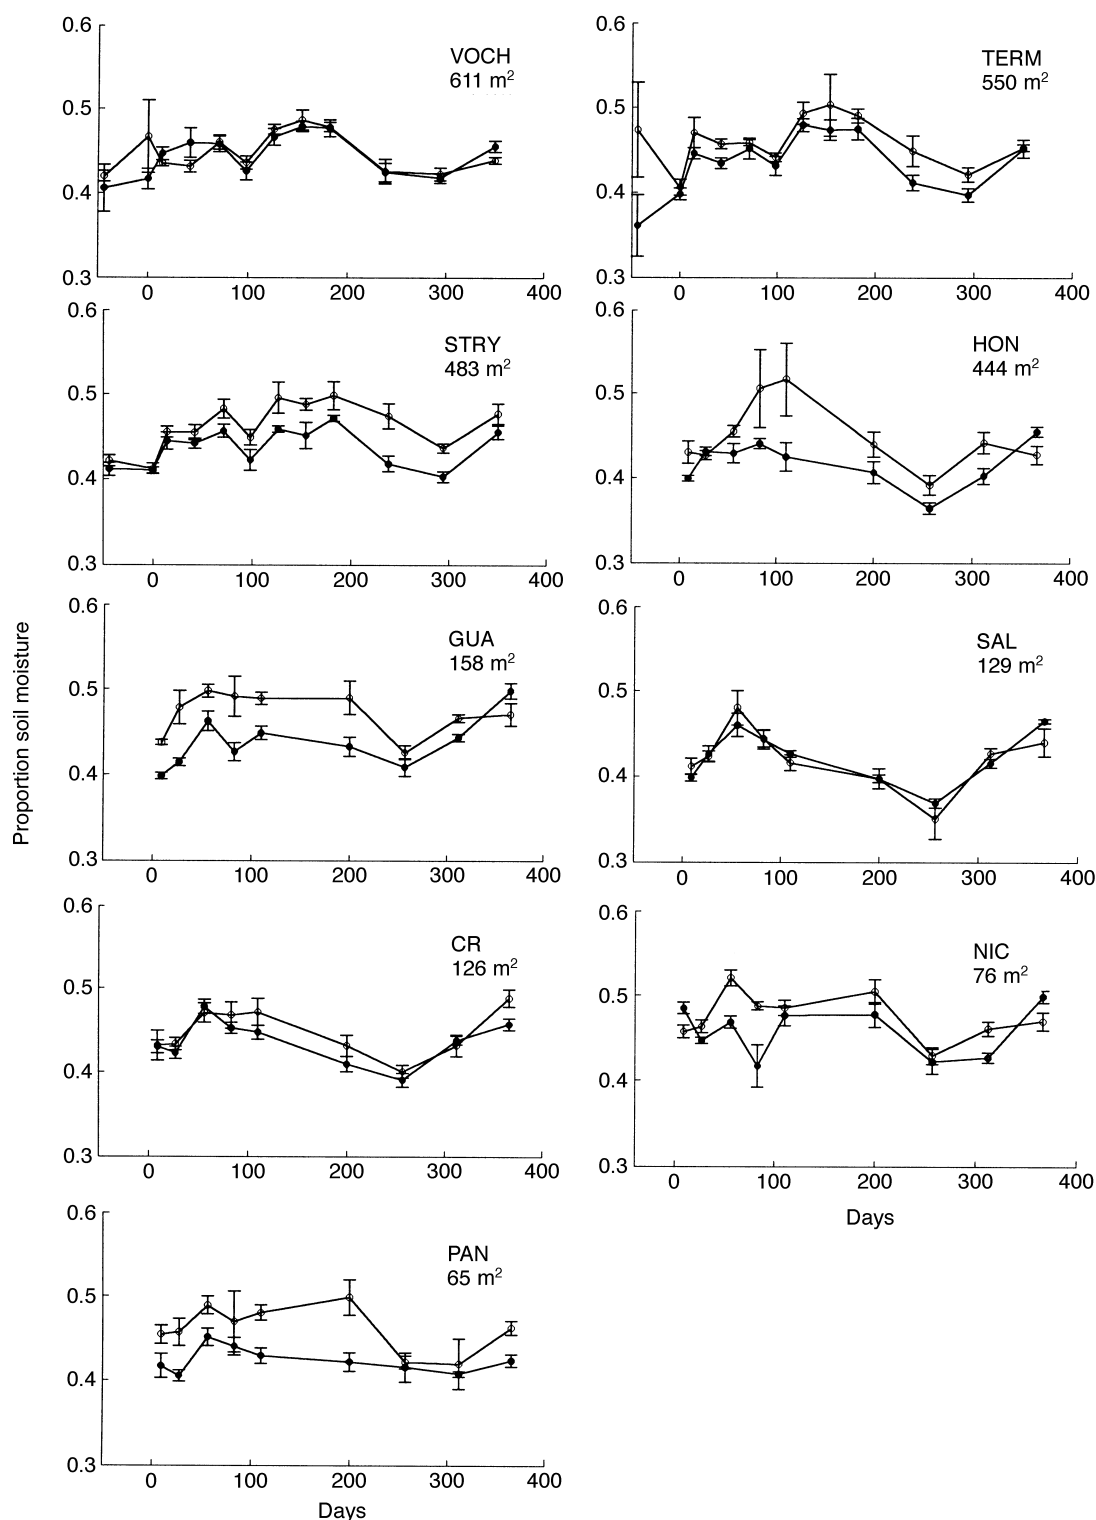 0.6
VOCH
611 m²
0.5
0.4
0.3
0 100 200 300 400
0.6
TERM
550 m²
0.5
0.4
0.3
0 100 200 300 400
0.6
STRY
483 m²
0.5
0.4
0.3
0 100 200 300 400
0.6
HON
444 m²
0.5
0.4
0.3
0 100 200 300 400
Proportion soil moisture
0.6
GUA
158 m²
0.5
0.4
0.3
0 100 200 300 400
0.6
SAL
129 m²
0.5
0.4
0.3
0 100 200 300 400
0.6
CR
126 m²
0.5
0.4
0.3
0 100 200 300 400
0.6
NIC
76 m²
0.5
0.4
0.3
0 100 200 300 400
Days
0.6
PAN
65 m²
0.5
0.4
0.3
0 100 200 300 400
Days